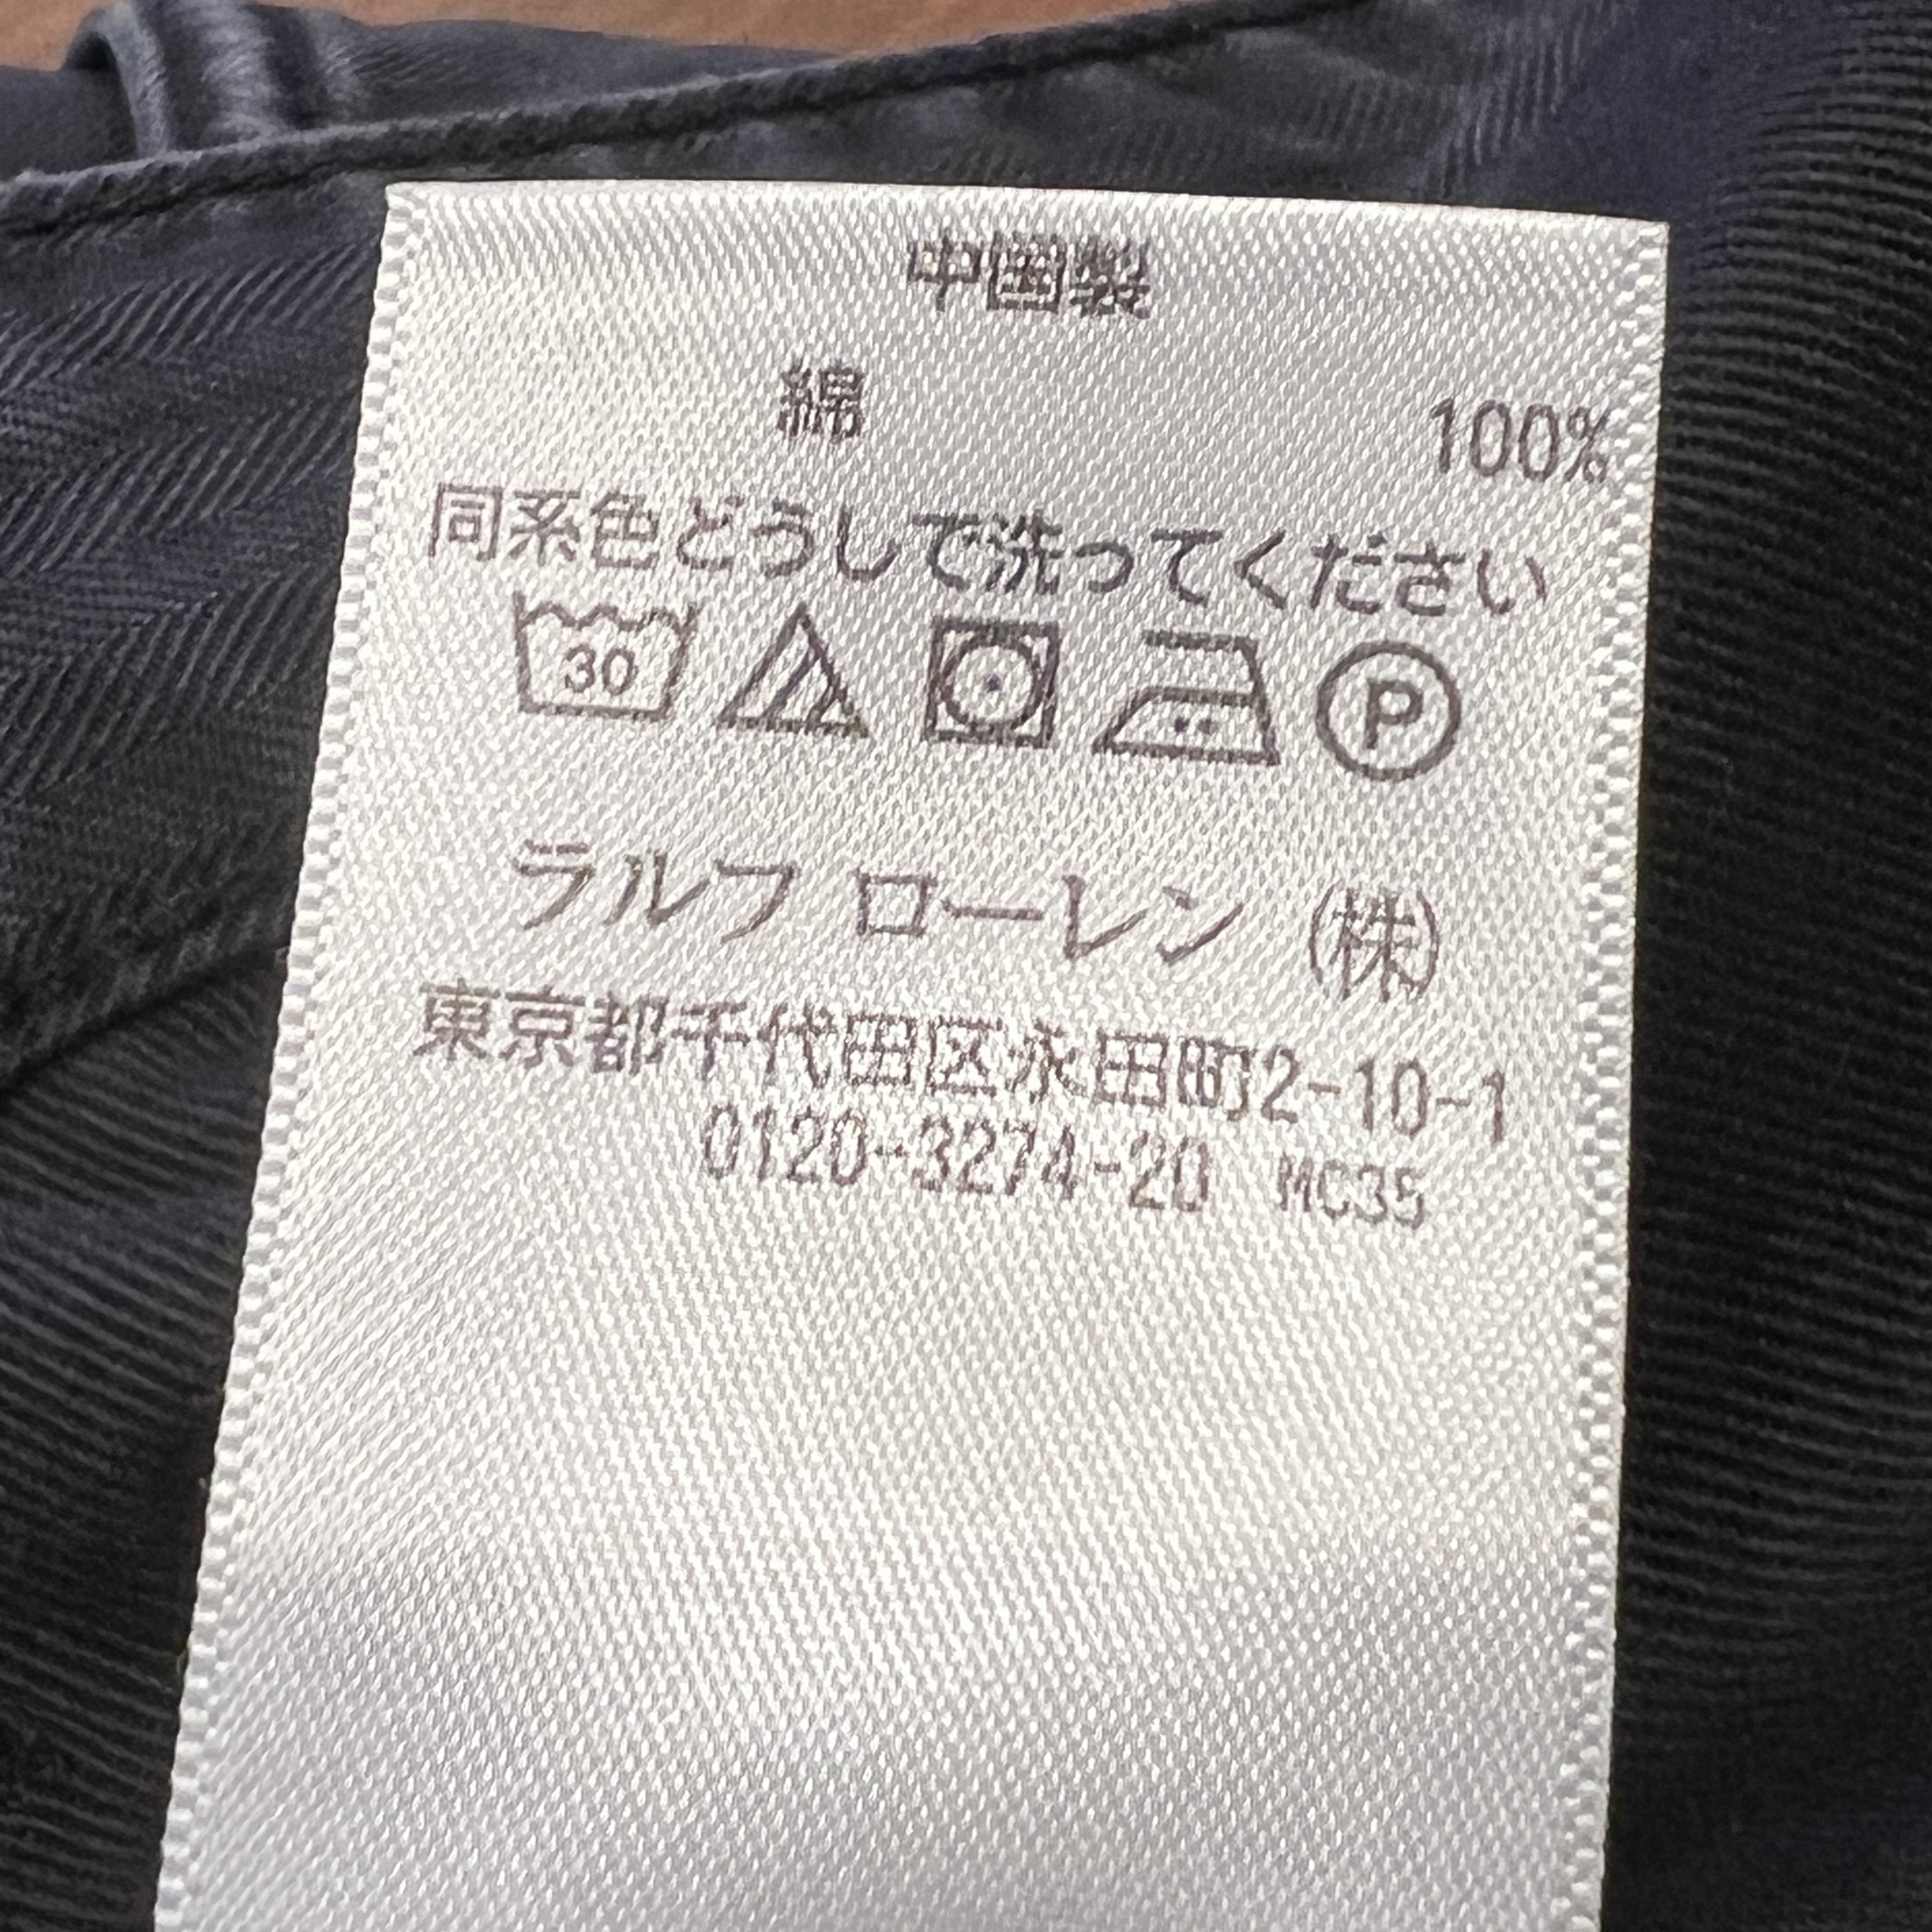 中国製
綿 100%
同系色どうしで洗ってください
30 P
ラルフ ローレン (株)
東京都千代田区永田町2-10-1
0120-3274-20 MC35